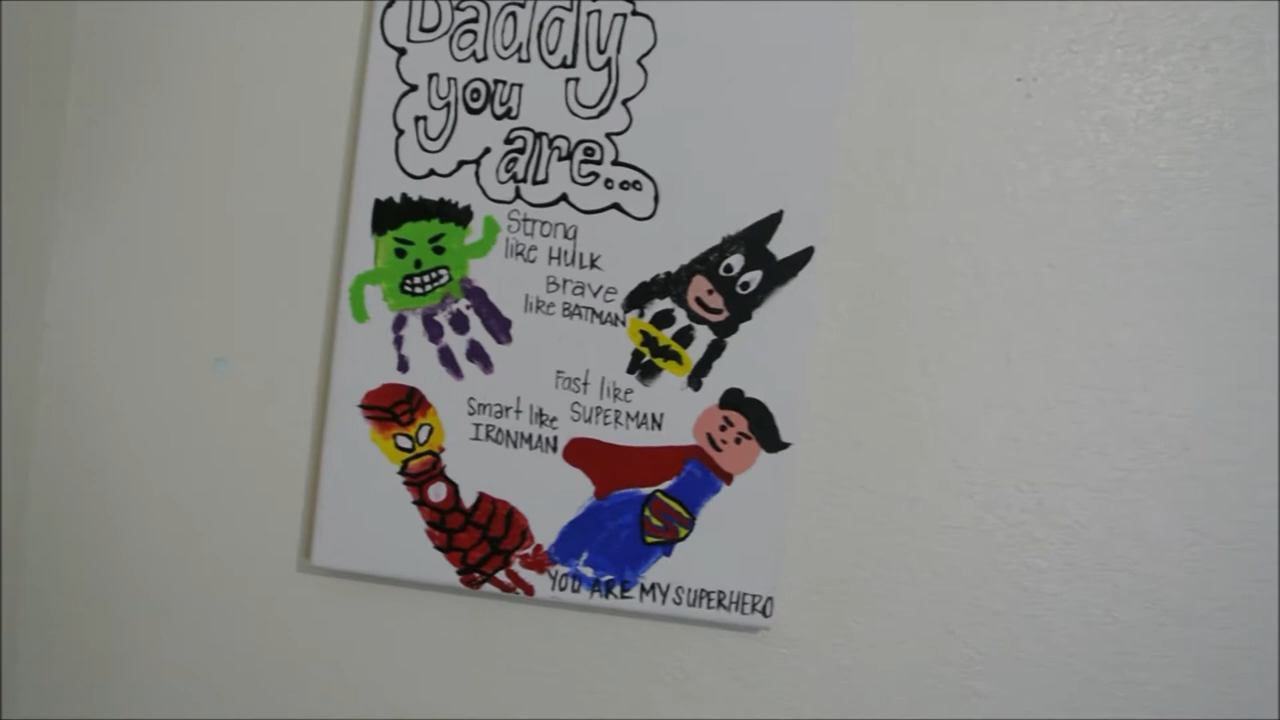 Daddy
you
are...
Strong
like HULK
Brave
like BATMAN
Fast like
SUPERMAN
Smart like
IRONMAN
YOU ARE MY SUPERHERO